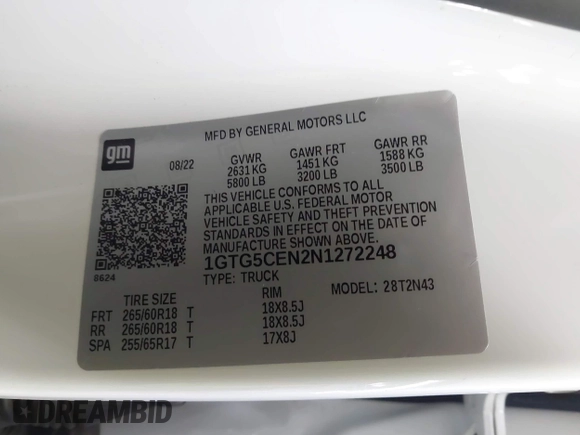 gm
MFD BY GENERAL MOTORS LLC
08/22 GVWR GAWR FRT GAWR RR
2631 KG 1451 KG 1588 KG
5800 LB 3200 LB 3500 LB
THIS VEHICLE CONFORMS TO ALL
APPLICABLE U.S. FEDERAL MOTOR
VEHICLE SAFETY AND THEFT PREVENTION
STANDARDS IN EFFECT ON THE DATE OF
MANUFACTURE SHOWN ABOVE.
8624
1GTG5CEN2N1272248
TYPE: TRUCK MODEL: 28T2N43
TIRE SIZE RIM
FRT 265/60R18 T 18X8.5J
RR 265/60R18 T 18X8.5J
SPA 255/65R17 T 17X8J
DREAMBID